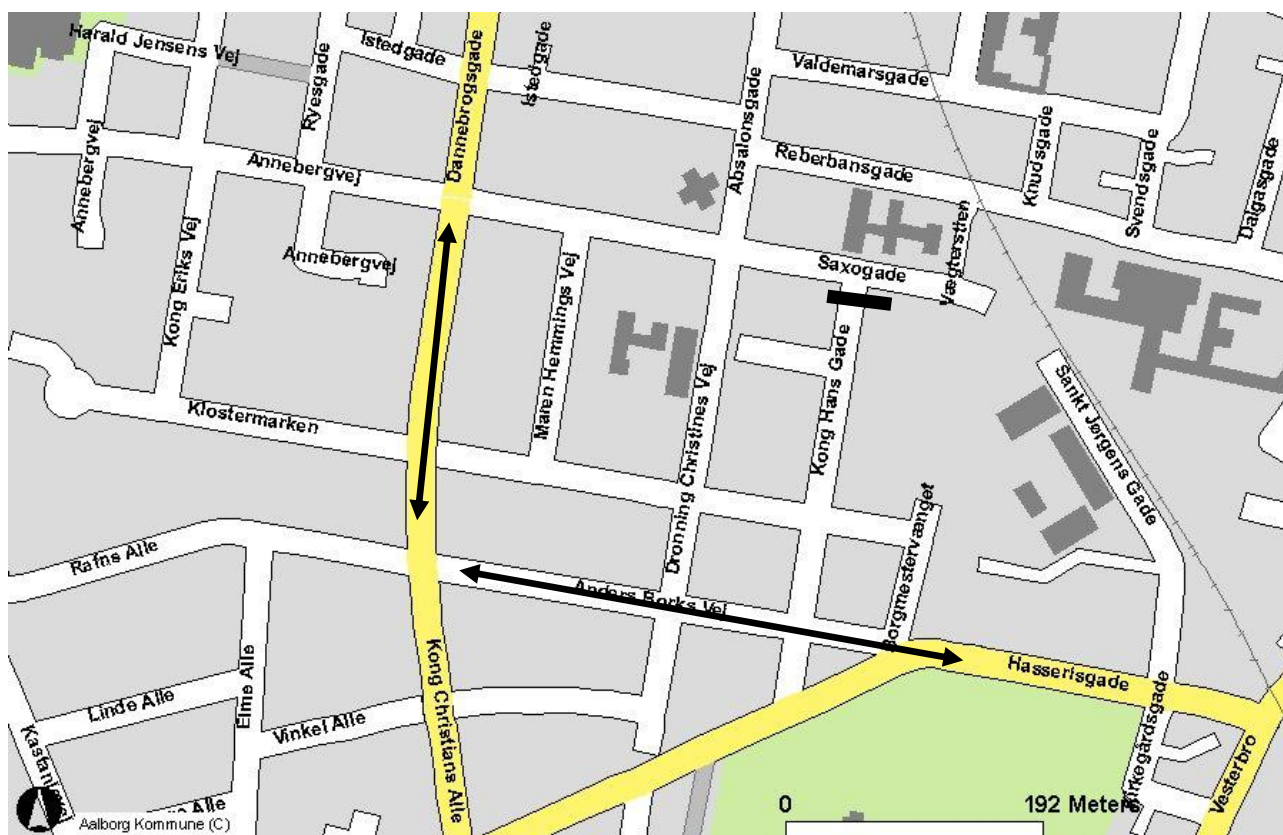 Harald Jensens Vej
Ryesgade
Istedgade
Dannebrogsgade
Istedgade
Absalonsgade
Valdemarsgade
Annebergvej
Annebergvej
Reberbansgade
Knudsgade
Svendsgade
Dalgasgade
Kong Eriks Vej
Annebergvej
Maren Hemmings Vej
Saxogade
Vægterstien
Klostermarken
Dronning Christines Vej
Kong Hans Gade
Sankt Jørgens Gade
Rafns Alle
Anders Borks Vej
Borgmestervænget
Linde Alle
Elme Alle
Vinkel Alle
Kong Christians Alle
Hasserisgade
Vesterbro
0
192 Meters
Aalborg Kommune (C)